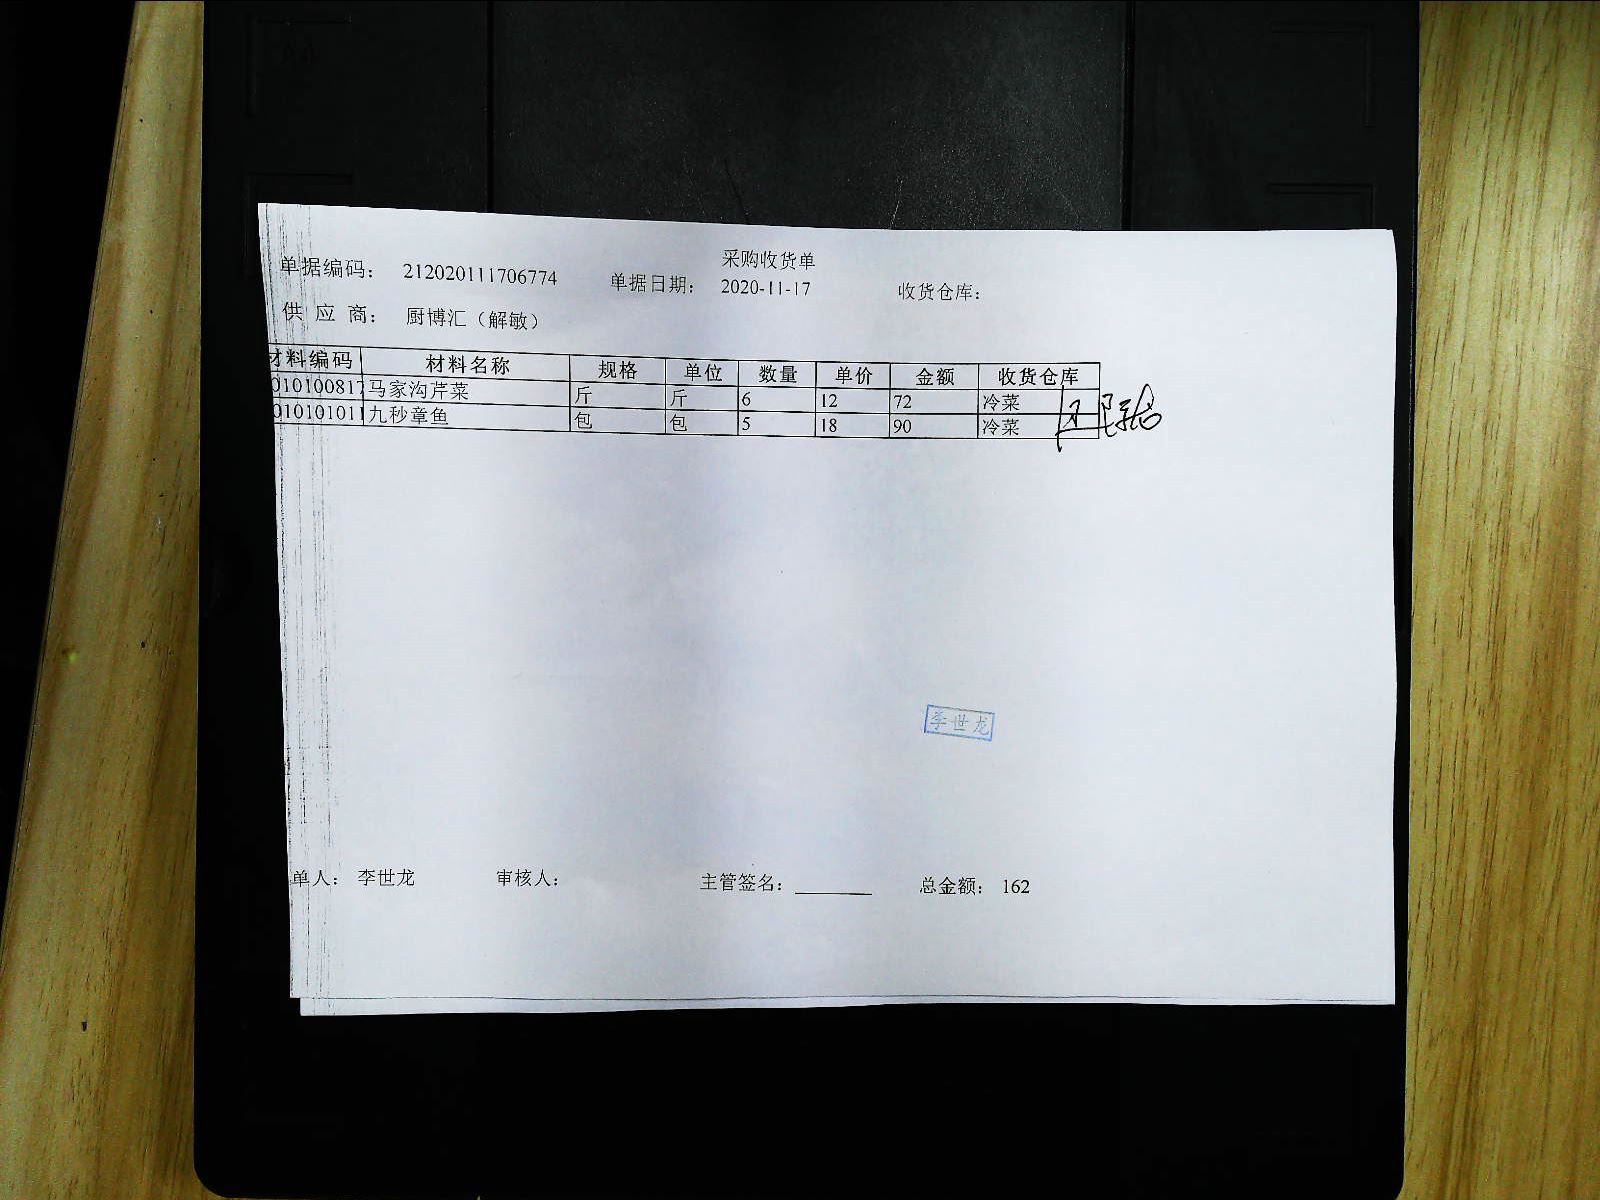 采购收货单
单据编码： 212020111706774 单据日期： 2020-11-17 收货仓库：
供 应 商： 厨博汇（解敏）
材料编码 材料名称 规格 单位 数量 单价 金额 收货仓库
010100817 马家沟芹菜 斤 斤 6 12 72 冷菜
010101011 九秒章鱼 包 包 5 18 90 冷菜
李世龙
单人： 李世龙 审核人： 主管签名： 总金额： 162